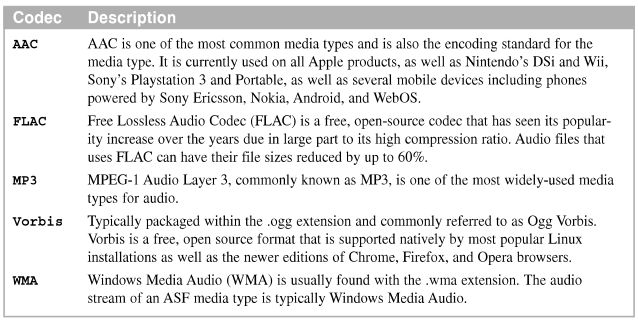 Codec Description
AAC AAC is one of the most common media types and is also the encoding standard for the
media type. It is currently used on all Apple products, as well as Nintendo's DSi and Wii,
Sony's Playstation 3 and Portable, as well as several mobile devices including phones
powered by Sony Ericsson, Nokia, Android, and WebOS.
FLAC Free Lossless Audio Codec (FLAC) is a free, open-source codec that has seen its popular-
ity increase over the years due in large part to its high compression ratio. Audio files that
uses FLAC can have their file sizes reduced by up to 60%.
MP3 MPEG-1 Audio Layer 3, commonly known as MP3, is one of the most widely-used media
types for audio.
Vorbis Typically packaged within the .ogg extension and commonly referred to as Ogg Vorbis.
Vorbis is a free, open source format that is supported natively by most popular Linux
installations as well as the newer editions of Chrome, Firefox, and Opera browsers.
WMA Windows Media Audio (WMA) is usually found with the .wma extension. The audio
stream of an ASF media type is typically Windows Media Audio.